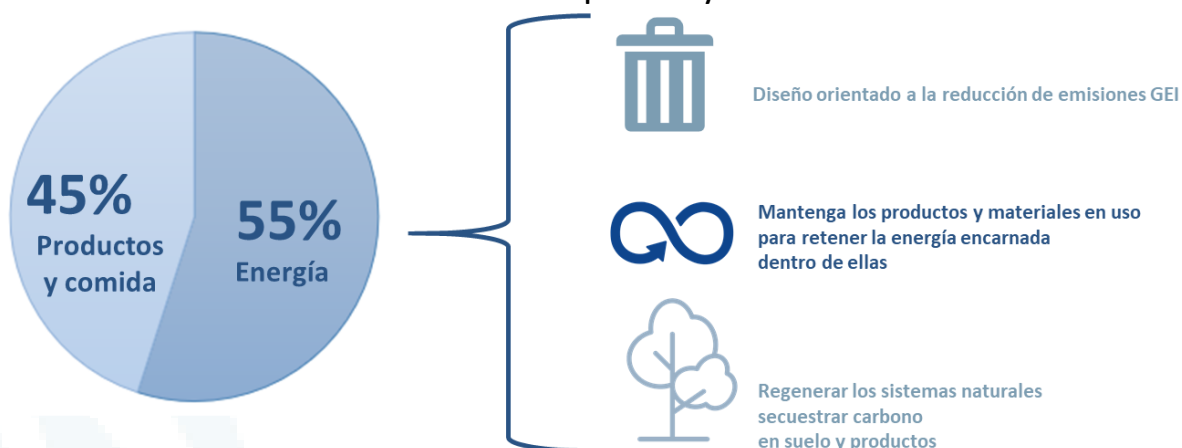 45%
Productos
y comida
55%
Energía
Diseño orientado a la reducción de emisiones GEI
Mantenga los productos y materiales en uso
para retener la energía encarnada
dentro de ellas
Regenerar los sistemas naturales
secuestrar carbono
en suelo y productos